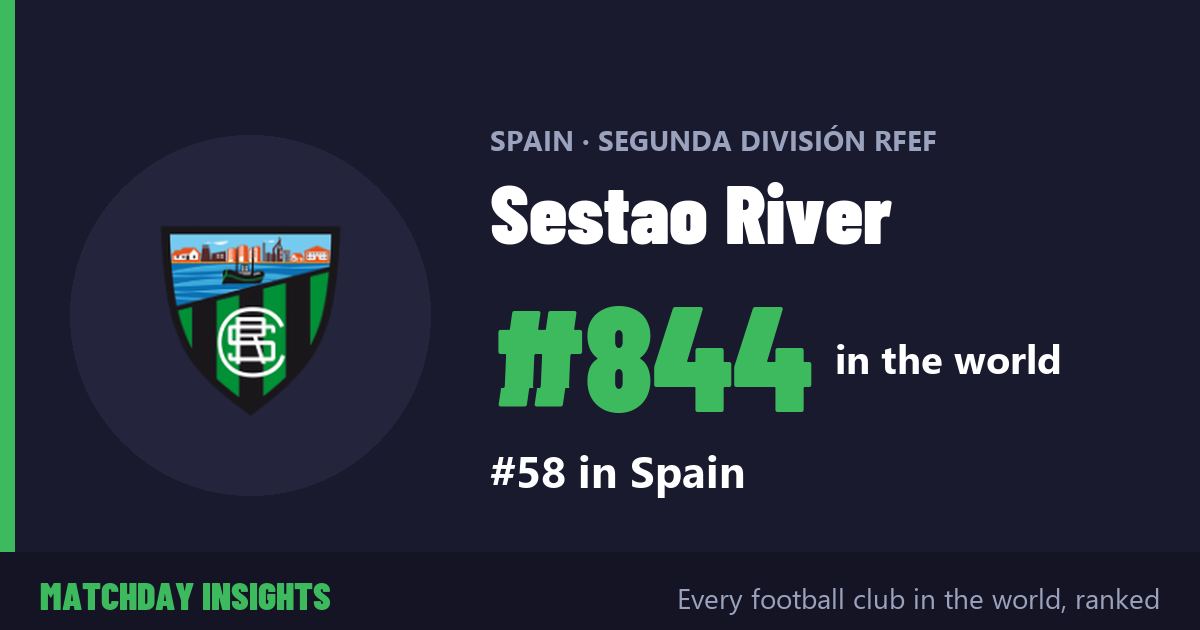 SPAIN · SEGUNDA DIVISIÓN RFEF
Sestao River
#844 in the world
#58 in Spain
MATCHDAY INSIGHTS
Every football club in the world, ranked